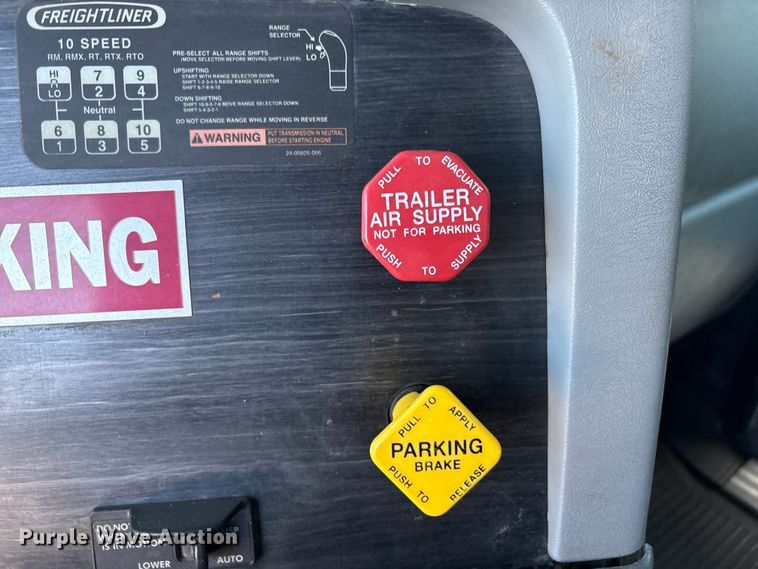 FREIGHTLINER
10 SPEED
RM, RMX, RT, RTX, RTO
HI 7 9
LO 2 4
Neutral
6 8 10
1 3 5
RANGE
SELECTOR
HI
LO
PRE-SELECT ALL RANGE SHIFTS
(MOVE SELECTOR BEFORE MOVING SHIFT LEVER)
UPSHIFTING
START WITH RANGE SELECTOR DOWN
SHIFT 1-2-3-4-5 RAISE RANGE SELECTOR
SHIFT 6-7-8-9-10
DOWN SHIFTING
SHIFT 10-9-8-7-6 MOVE RANGE SELECTOR DOWN
SHIFT 5-4-3-2-1
DO NOT CHANGE RANGE WHILE MOVING IN REVERSE
WARNING
PUT TRANSMISSION IN NEUTRAL
BEFORE STARTING ENGINE
24-00925-005
KING
PULL TO EVACUATE
TRAILER
AIR SUPPLY
NOT FOR PARKING
PUSH TO SUPPLY
PULL TO APPLY
PARKING
BRAKE
PUSH TO RELEASE
DO NO
IS IN MOTIO
LOWER
AUTO
Purple Wave Auction